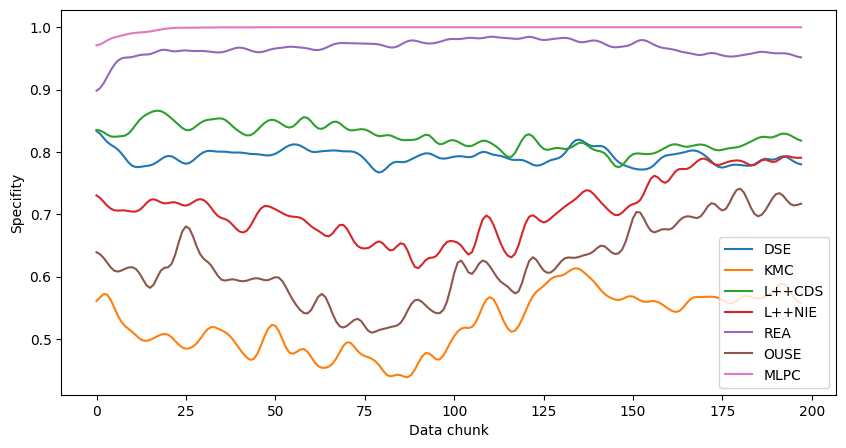 1.0
0.9
0.8
0.7
0.6
0.5
Specifity
0
25
50
75
100
125
150
175
200
Data chunk
DSE
KMC
L++CDS
L++NIE
REA
OUSE
MLPC